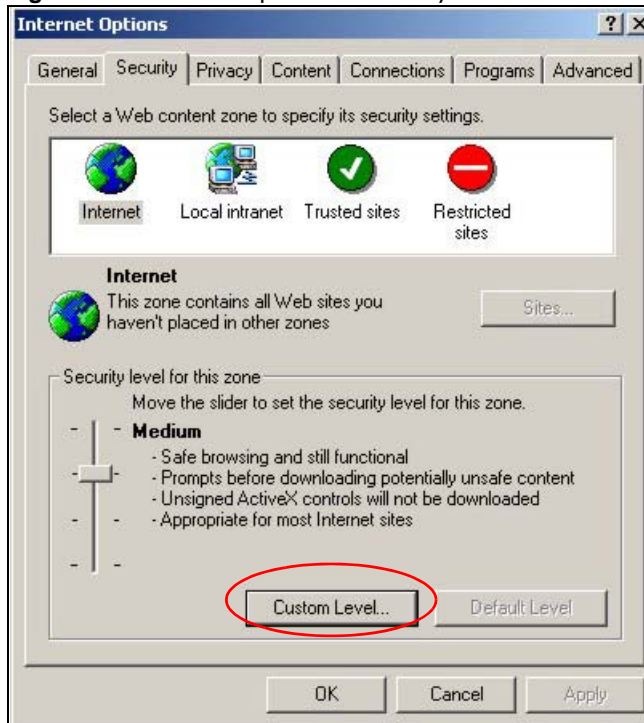 Internet Options
General Security Privacy Content Connections Programs Advanced
Select a Web content zone to specify its security settings.
Internet Local intranet Trusted sites Restricted
sites
Internet
This zone contains all Web sites you
haven't placed in other zones
Sites...
Security level for this zone
Move the slider to set the security level for this zone.
Medium
- Safe browsing and still functional
- Prompts before downloading potentially unsafe content
- Unsigned ActiveX controls will not be downloaded
- Appropriate for most Internet sites
Custom Level... Default Level
OK Cancel Apply